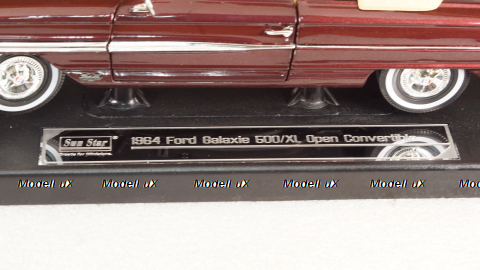 Sun Star®
1964 Ford Galaxie 500/XL Open Convertible
Model uX Model uX Model uX Model uX Model uX